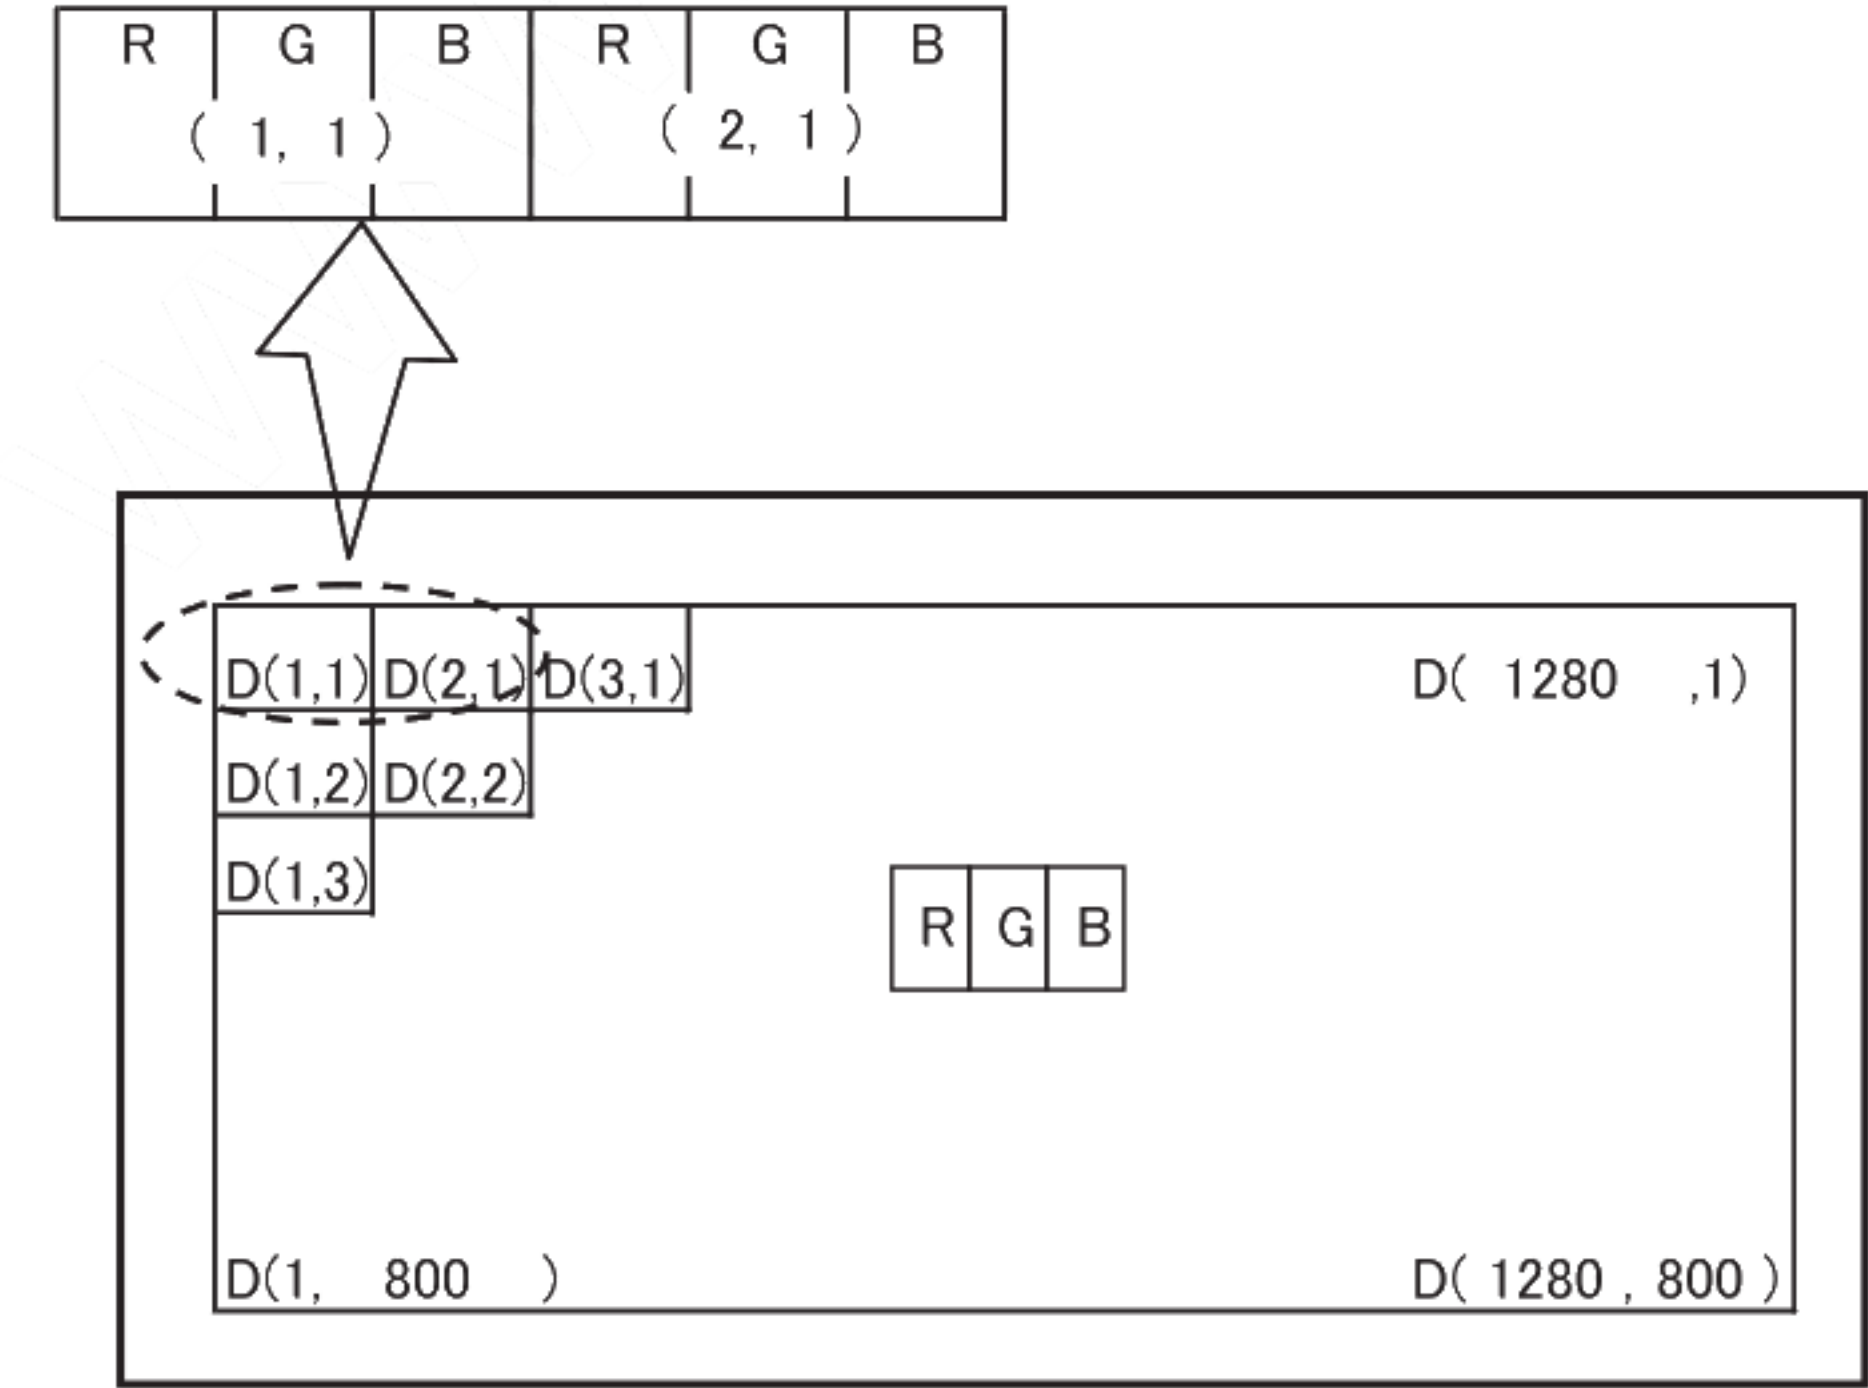 R G B R G B
( 1, 1 ) ( 2, 1 )
D(1,1) D(2,1) D(3,1) D( 1280 ,1)
D(1,2) D(2,2)
D(1,3)
R G B
D(1, 800 ) D( 1280 , 800 )